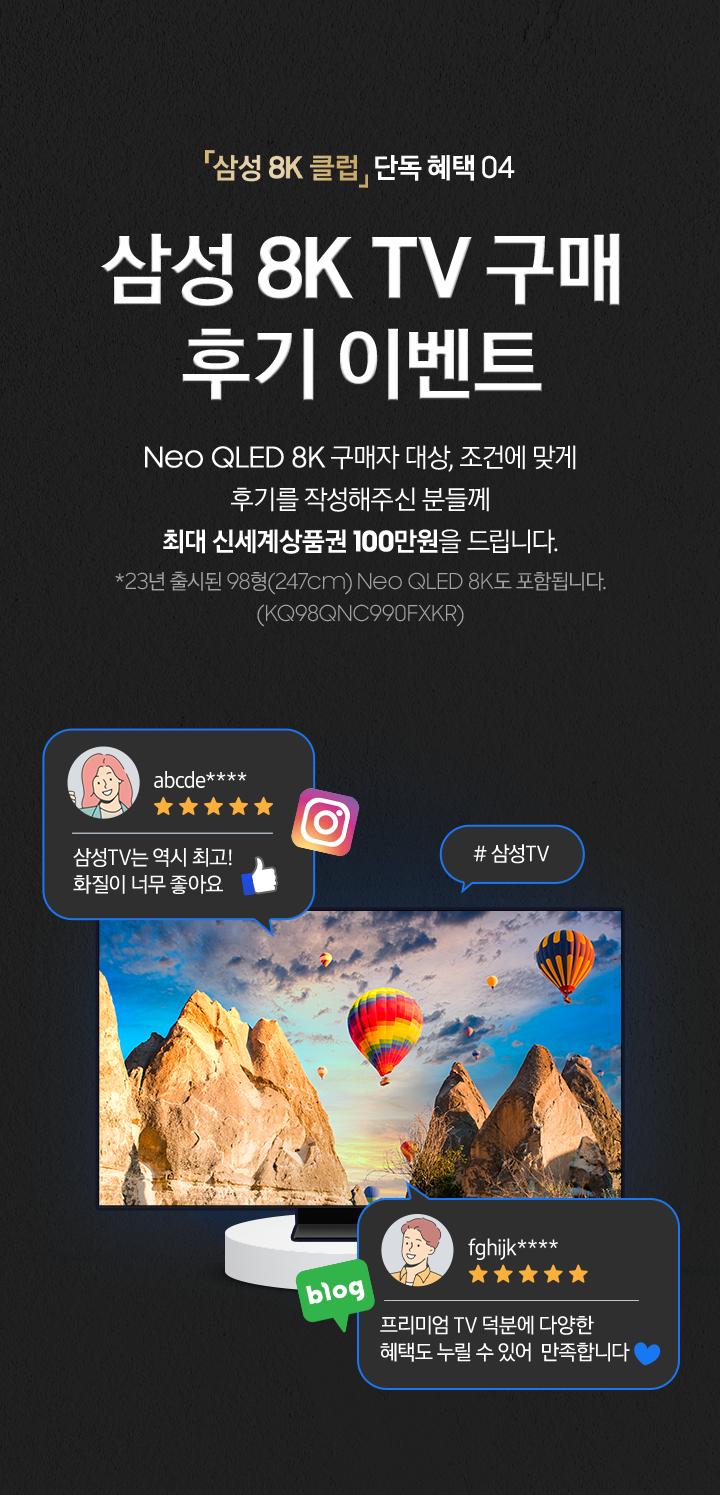 「삼성 8K 클럽」 단독 혜택 04
삼성 8K TV 구매
후기 이벤트
Neo QLED 8K 구매자 대상, 조건에 맞게
후기를 작성해주신 분들께
최대 신세계상품권 100만원을 드립니다.
*23년 출시된 98형(247cm) Neo QLED 8K도 포함됩니다.
(KQ98QNC990FXKR)
abcde****
삼성TV는 역시 최고!
화질이 너무 좋아요
# 삼성TV
fghijk****
blog
프리미엄 TV 덕분에 다양한
혜택도 누릴 수 있어 만족합니다